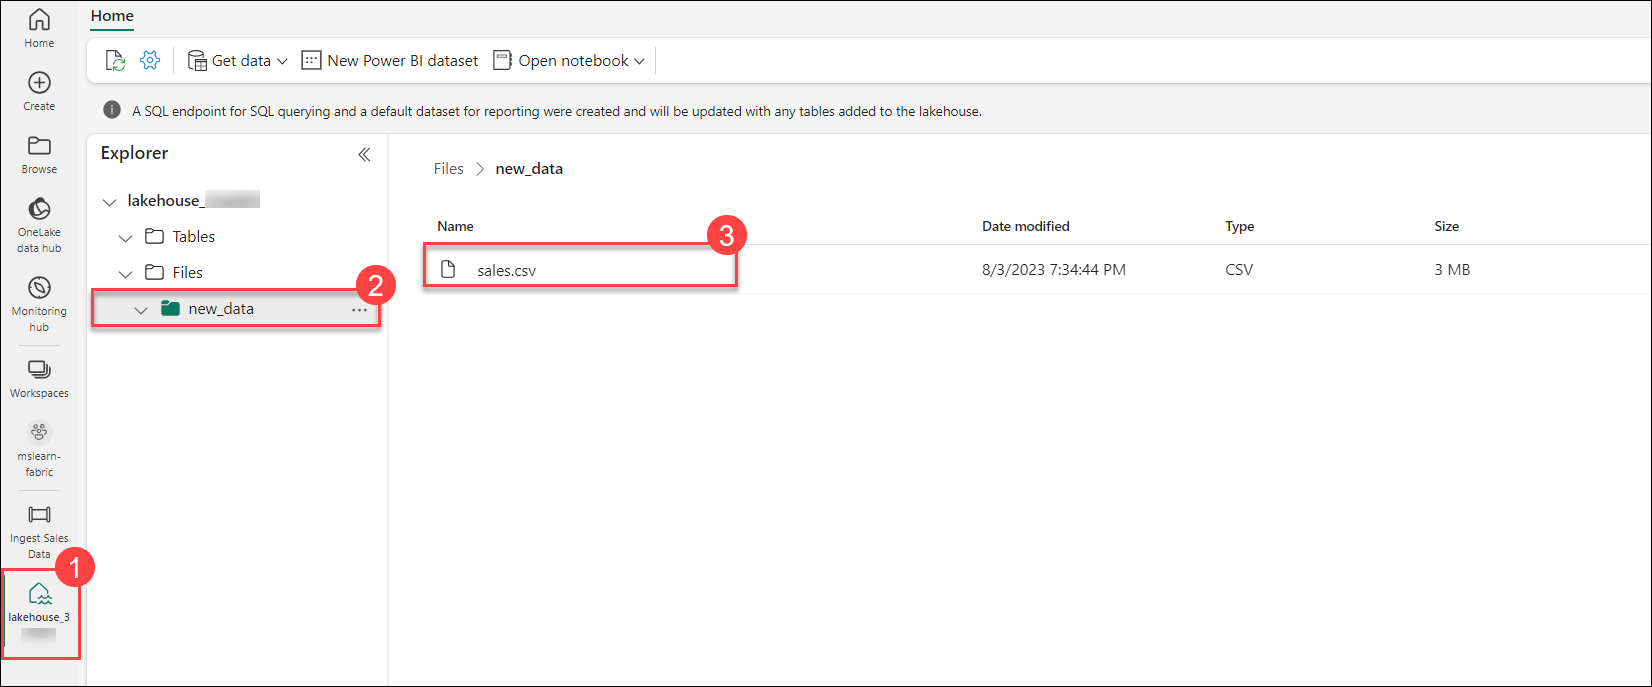 Home
Create
Browse
OneLake
data hub
Monitoring
hub
Workspaces
mslearn-
fabric
Ingest Sales
Data
1
lakehouse_3
Home
Get data
New Power BI dataset
Open notebook
A SQL endpoint for SQL querying and a default dataset for reporting were created and will be updated with any tables added to the lakehouse.
Explorer
lakehouse_
Tables
Files
2
new_data ...
Files > new_data
Name Date modified Type Size
3
sales.csv 8/3/2023 7:34:44 PM CSV 3 MB